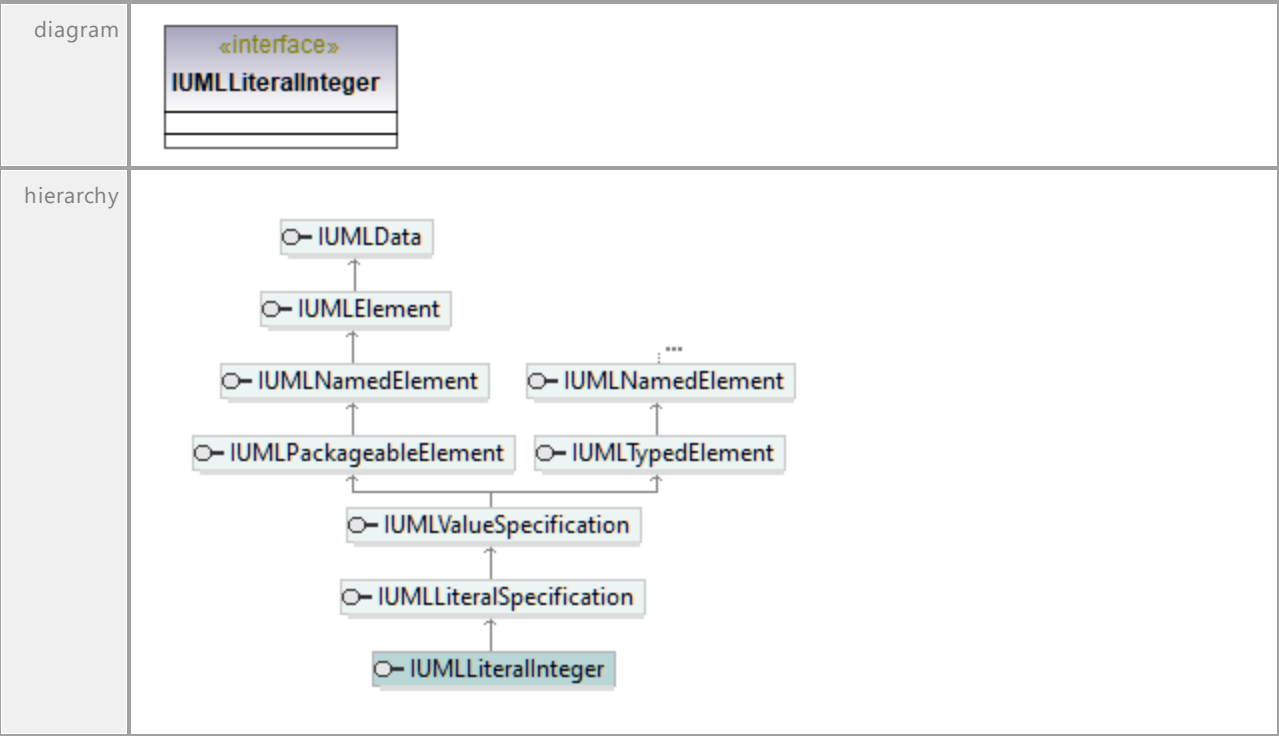 diagram
«interface»
IUMLLiteralInteger
hierarchy
IUMLData
IUMLElement
...
IUMLNamedElement
IUMLNamedElement
IUMLPackageableElement
IUMLTypedElement
IUMLValueSpecification
IUMLLiteralSpecification
IUMLLiteralInteger